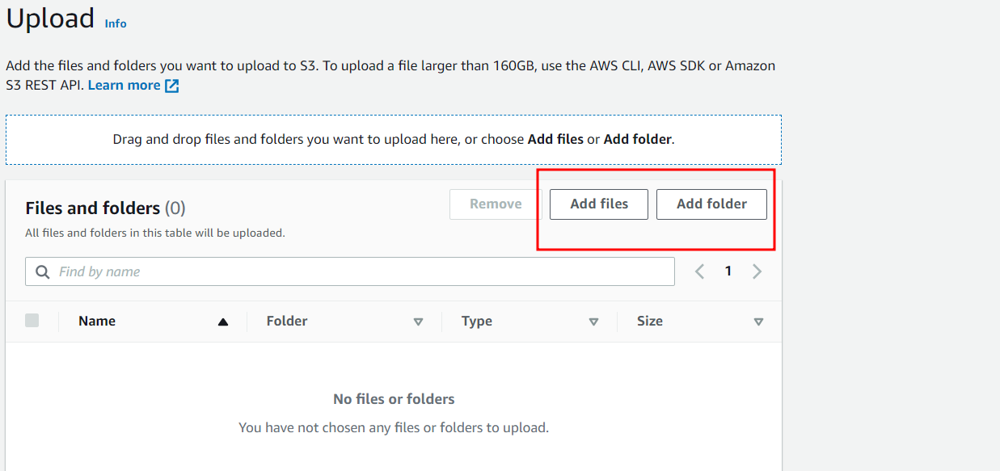 Upload Info
Add the files and folders you want to upload to S3. To upload a file larger than 160GB, use the AWS CLI, AWS SDK or Amazon
S3 REST API. Learn more
Drag and drop files and folders you want to upload here, or choose Add files or Add folder.
Files and folders (0)
Remove
Add files
Add folder
All files and folders in this table will be uploaded.
Find by name
1
Name Folder Type Size
No files or folders
You have not chosen any files or folders to upload.